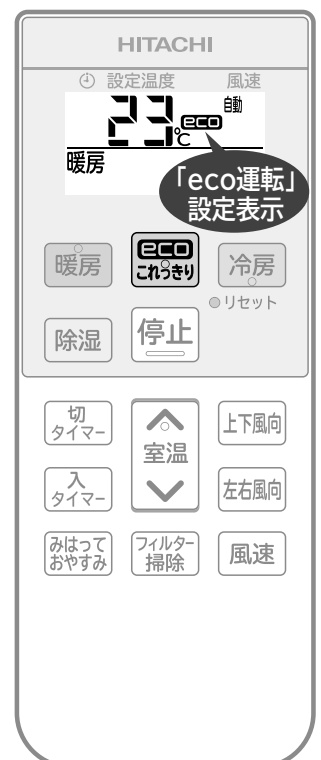 HITACHI
設定温度 風速
23℃ eco 自動
暖房
「eco運転」
設定表示
暖房
eco
これっきり
冷房
リセット
除湿
停止
切
タイマー
室温
上下風向
入
タイマー
左右風向
みはって
おやすみ
フィルター
掃除
風速